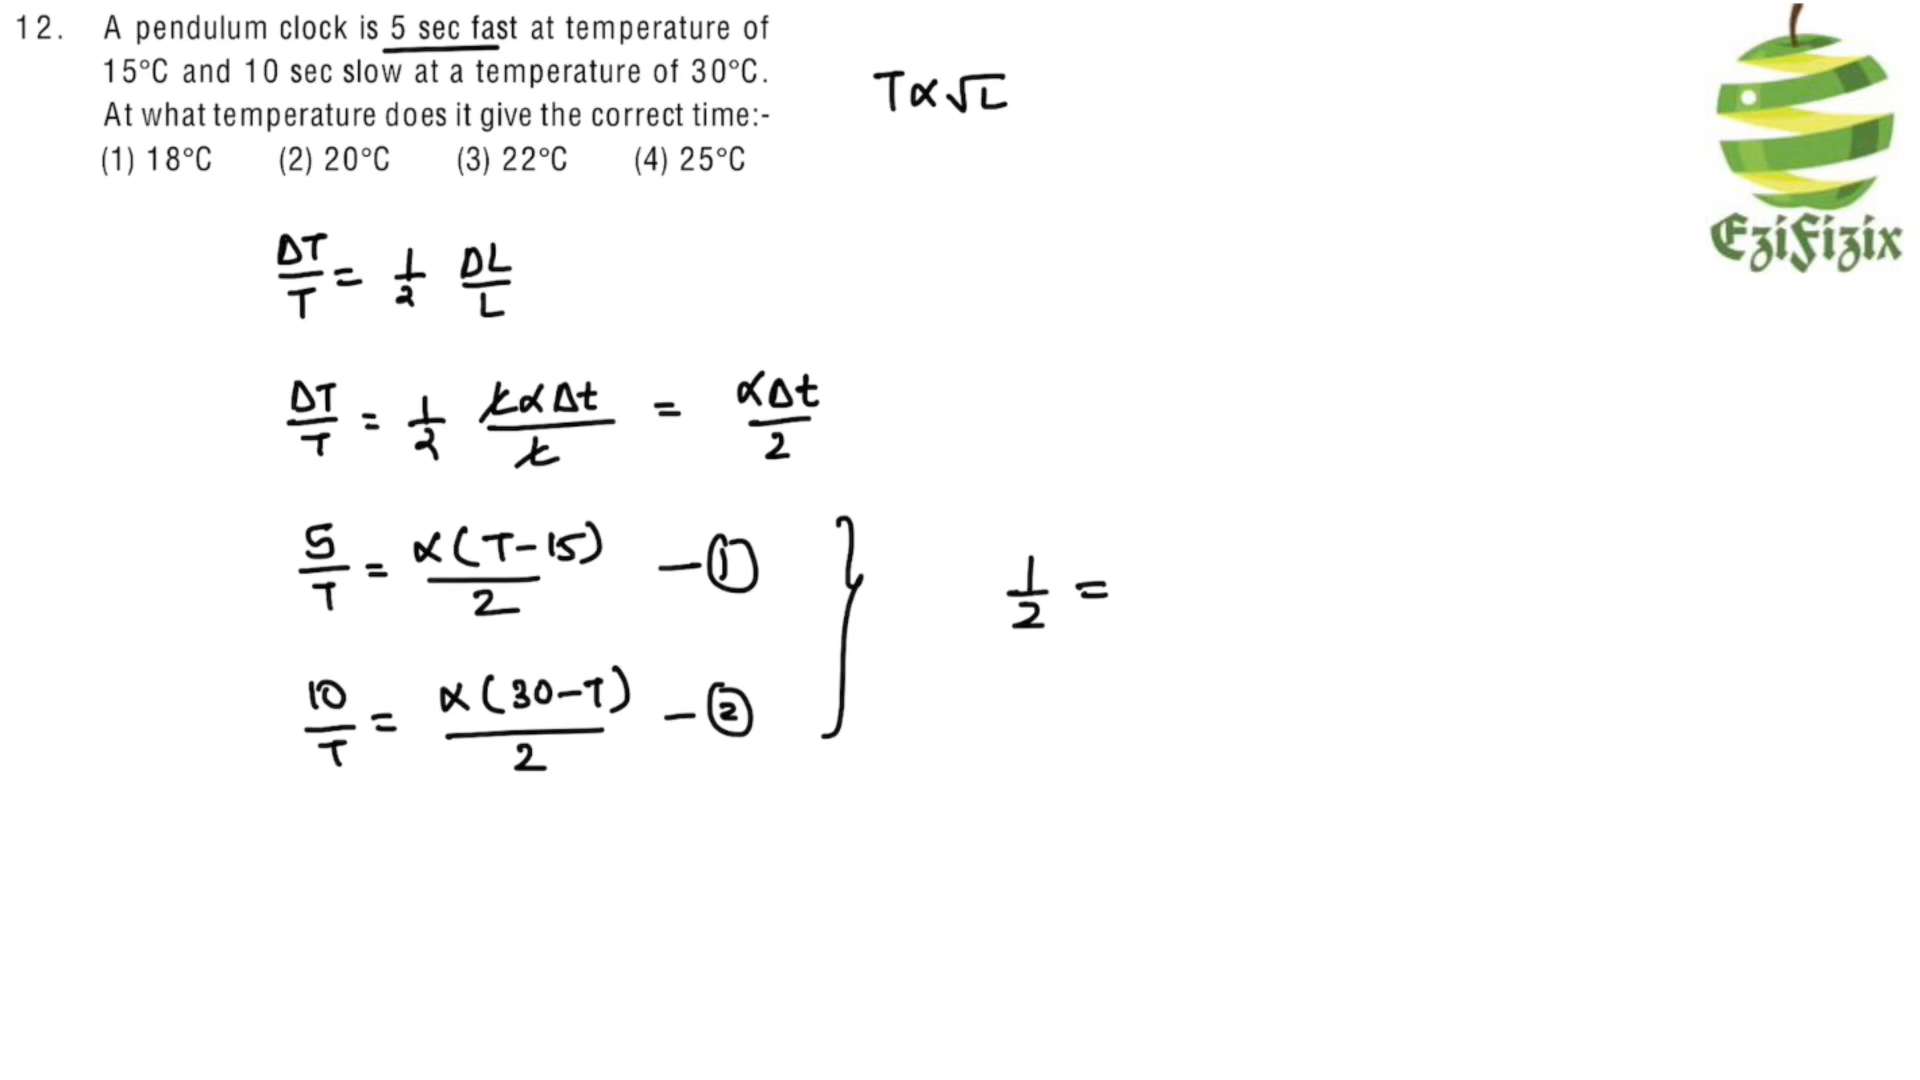 12. A pendulum clock is 5 sec fast at temperature of
15°C and 10 sec slow at a temperature of 30°C.
At what temperature does it give the correct time:-
(1) 18°C (2) 20°C (3) 22°C (4) 25°C
T∝√L
EziFizix
ΔT/T = 1/2 ΔL/L
ΔT/T = 1/2 LαΔt/L = αΔt/2
5/T = α(T-15)/2 - ①
10/T = α(30-T)/2 - ②
1/2 =